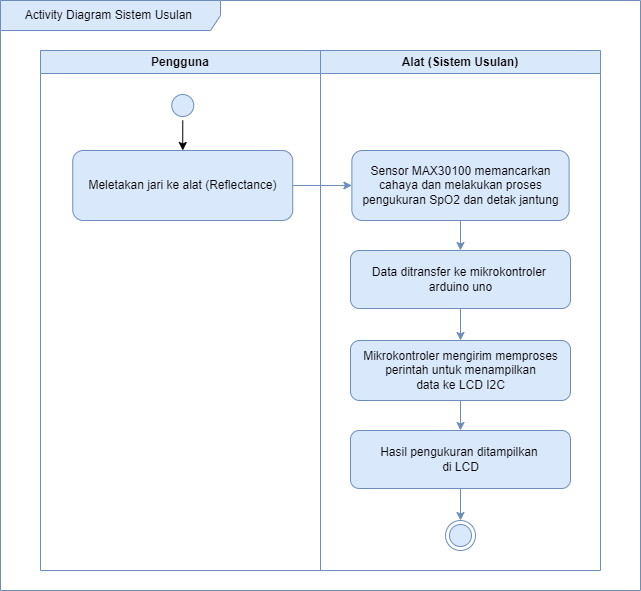 Activity Diagram Sistem Usulan
Pengguna
Alat (Sistem Usulan)
Meletakan jari ke alat (Reflectance)
Sensor MAX30100 memancarkan
cahaya dan melakukan proses
pengukuran SpO2 dan detak jantung
Data ditransfer ke mikrokontroler
arduino uno
Mikrokontroler mengirim memproses
perintah untuk menampilkan
data ke LCD I2C
Hasil pengukuran ditampilkan
di LCD